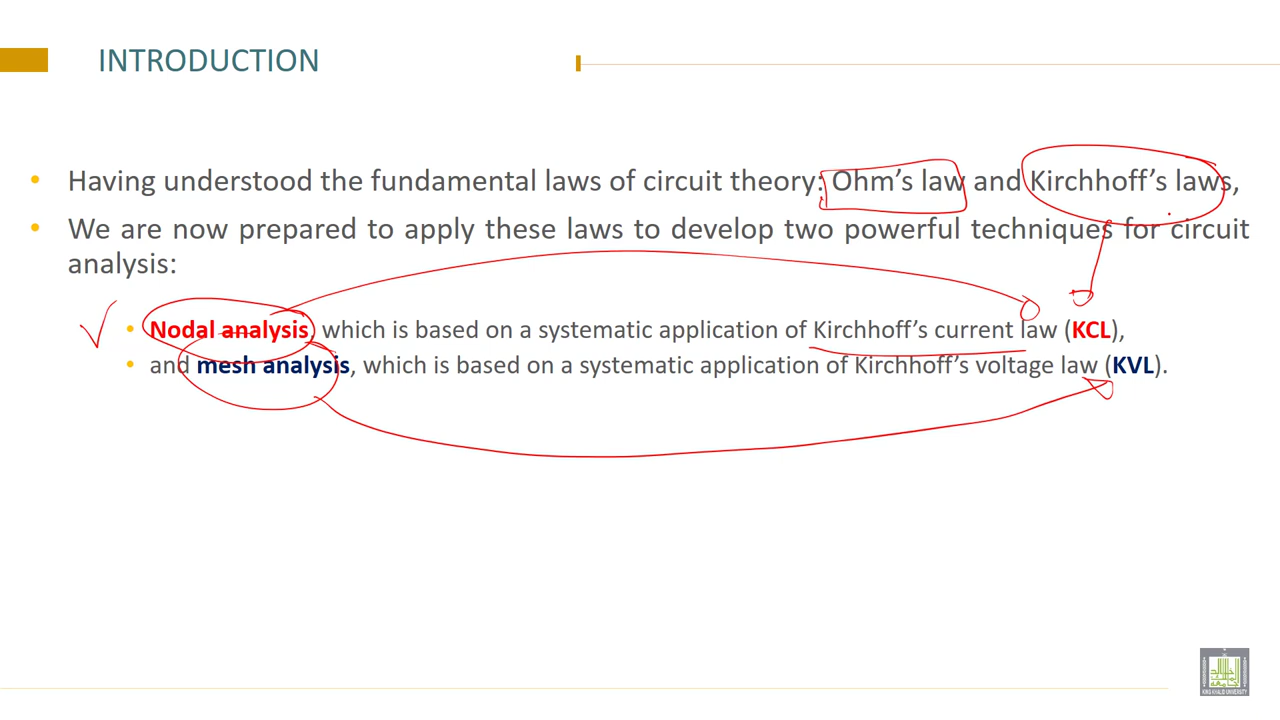 INTRODUCTION
Having understood the fundamental laws of circuit theory: Ohm's law and Kirchhoff's laws,
We are now prepared to apply these laws to develop two powerful techniques for circuit
analysis:
Nodal analysis, which is based on a systematic application of Kirchhoff's current law (KCL),
and mesh analysis, which is based on a systematic application of Kirchhoff's voltage law (KVL).
KING KHALID UNIVERSITY